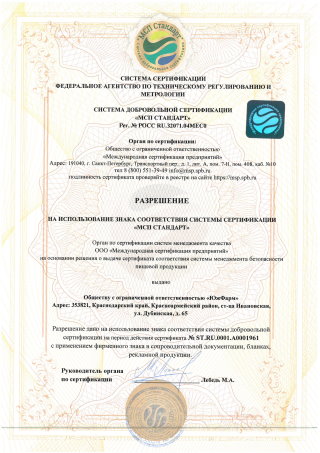 МСП Стандарт
СИСТЕМА СЕРТИФИКАЦИИ
ФЕДЕРАЛЬНОЕ АГЕНТСТВО ПО ТЕХНИЧЕСКОМУ РЕГУЛИРОВАНИЮ И
МЕТРОЛОГИИ
СИСТЕМА ДОБРОВОЛЬНОЙ СЕРТИФИКАЦИИ
«МСП СТАНДАРТ»
Рег. № РОСС RU.32071.04МЕС0
Орган по сертификации:
Общество с ограниченной ответственностью
«Международная сертификация предприятий»
Адрес: 191040, г. Санкт-Петербург, Транспортный пер., д. 1, лит. А, пом. 7-Н, пом. 40В, каб. №10
тел 8 (800) 551-39-49 info@msp.spb.ru
подлинность сертификата проверяйте в реестре на сайте https://msp.spb.ru
РАЗРЕШЕНИЕ
НА ИСПОЛЬЗОВАНИЕ ЗНАКА СООТВЕТСТВИЯ СИСТЕМЫ СЕРТИФИКАЦИИ
«МСП СТАНДАРТ»
Орган по сертификации систем менеджмента качества
ООО «Международная сертификация предприятий»
на основании решения о выдаче сертификата соответствия системы менеджмента безопасности
пищевой продукции
выдано
Обществу с ограниченной ответственностью «ЮгФарм»
Адрес: 353821, Краснодарский край, Красноармейский район, ст-ца Ивановская,
ул. Дубинская, д. 65
Разрешение дано на использование знака соответствия системы добровольной
сертификации на период действия сертификата № ST.RU.0001.A0001961
с применением фирменного знака в сопроводительной документации, бланках,
рекламной продукции.
Руководитель органа
по сертификации
Лебедь М.А.